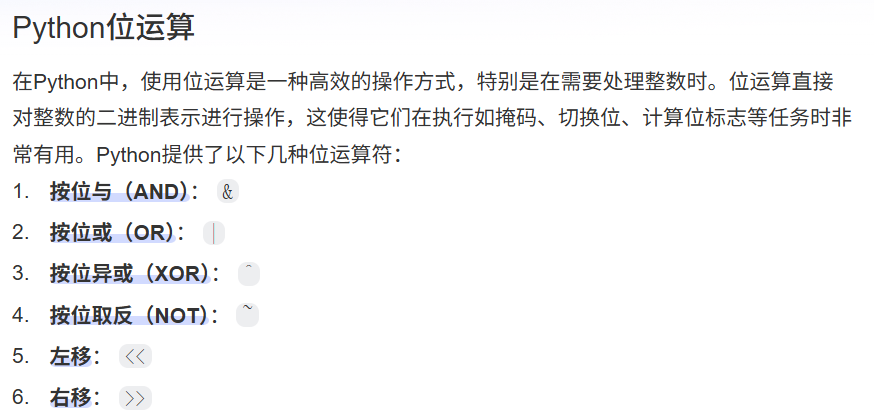 Python位运算
在Python中，使用位运算是一种高效的操作方式，特别是在需要处理整数时。位运算直接
对整数的二进制表示进行操作，这使得它们在执行如掩码、切换位、计算位标志等任务时非
常有用。Python提供了以下几种位运算符：
1. 按位与（AND）： &
2. 按位或（OR）： |
3. 按位异或（XOR）： ^
4. 按位取反（NOT）： ~
5. 左移： <<
6. 右移： >>